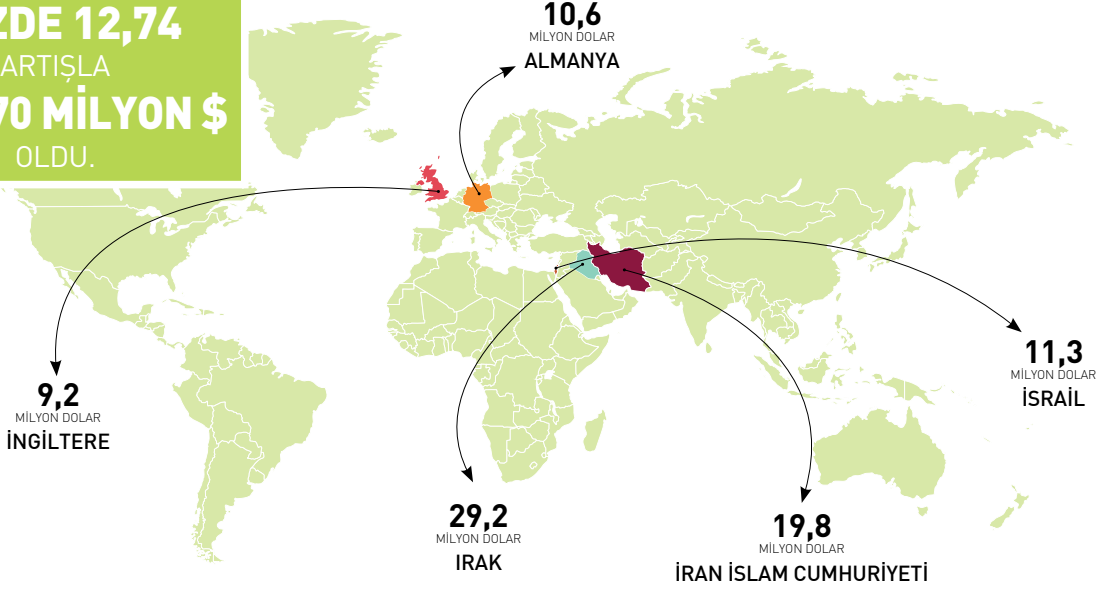 12,74
ARTIŞLA
MİLYON $
OLDU.
10,6
MİLYON DOLAR
ALMANYA
11,3
MİLYON DOLAR
İSRAİL
9,2
MİLYON DOLAR
İNGİLTERE
29,2
MİLYON DOLAR
IRAK
19,8
MİLYON DOLAR
İRAN İSLAM CUMHURİYETİ